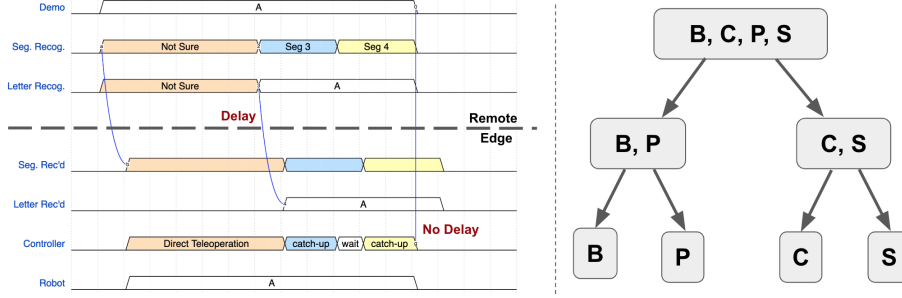 Demo
A
Seg. Recog.
Not Sure
Seg 3
Seg 4
Letter Recog.
Not Sure
A
Delay
Remote
Edge
Seg. Rec'd
Letter Rec'd
A
No Delay
Controller
Direct Teleoperation
catch-up
wait
catch-up
Robot
A
B, C, P, S
B, P
C, S
B
P
C
S